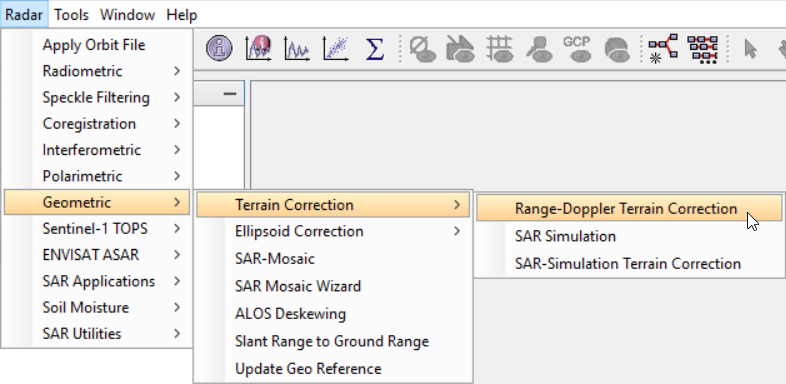 Radar Tools Window Help
Apply Orbit File
Radiometric
Speckle Filtering
Coregistration
Interferometric
Polarimetric
Geometric
Sentinel-1 TOPS
ENVISAT ASAR
SAR Applications
Soil Moisture
SAR Utilities
GCP
Terrain Correction
Ellipsoid Correction
SAR-Mosaic
SAR Mosaic Wizard
ALOS Deskewing
Slant Range to Ground Range
Update Geo Reference
Range-Doppler Terrain Correction
SAR Simulation
SAR-Simulation Terrain Correction